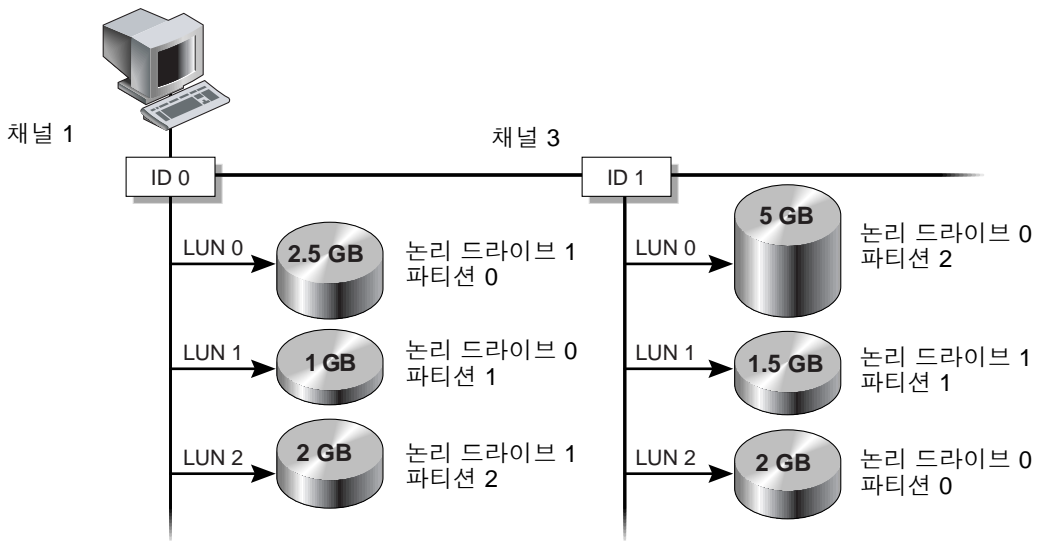 채널 1
채널 3
ID 0
ID 1
LUN 0
2.5 GB
논리 드라이브 1
파티션 0
LUN 0
5 GB
논리 드라이브 0
파티션 2
LUN 1
1 GB
논리 드라이브 0
파티션 1
LUN 1
1.5 GB
논리 드라이브 1
파티션 1
LUN 2
2 GB
논리 드라이브 1
파티션 2
LUN 2
2 GB
논리 드라이브 0
파티션 0